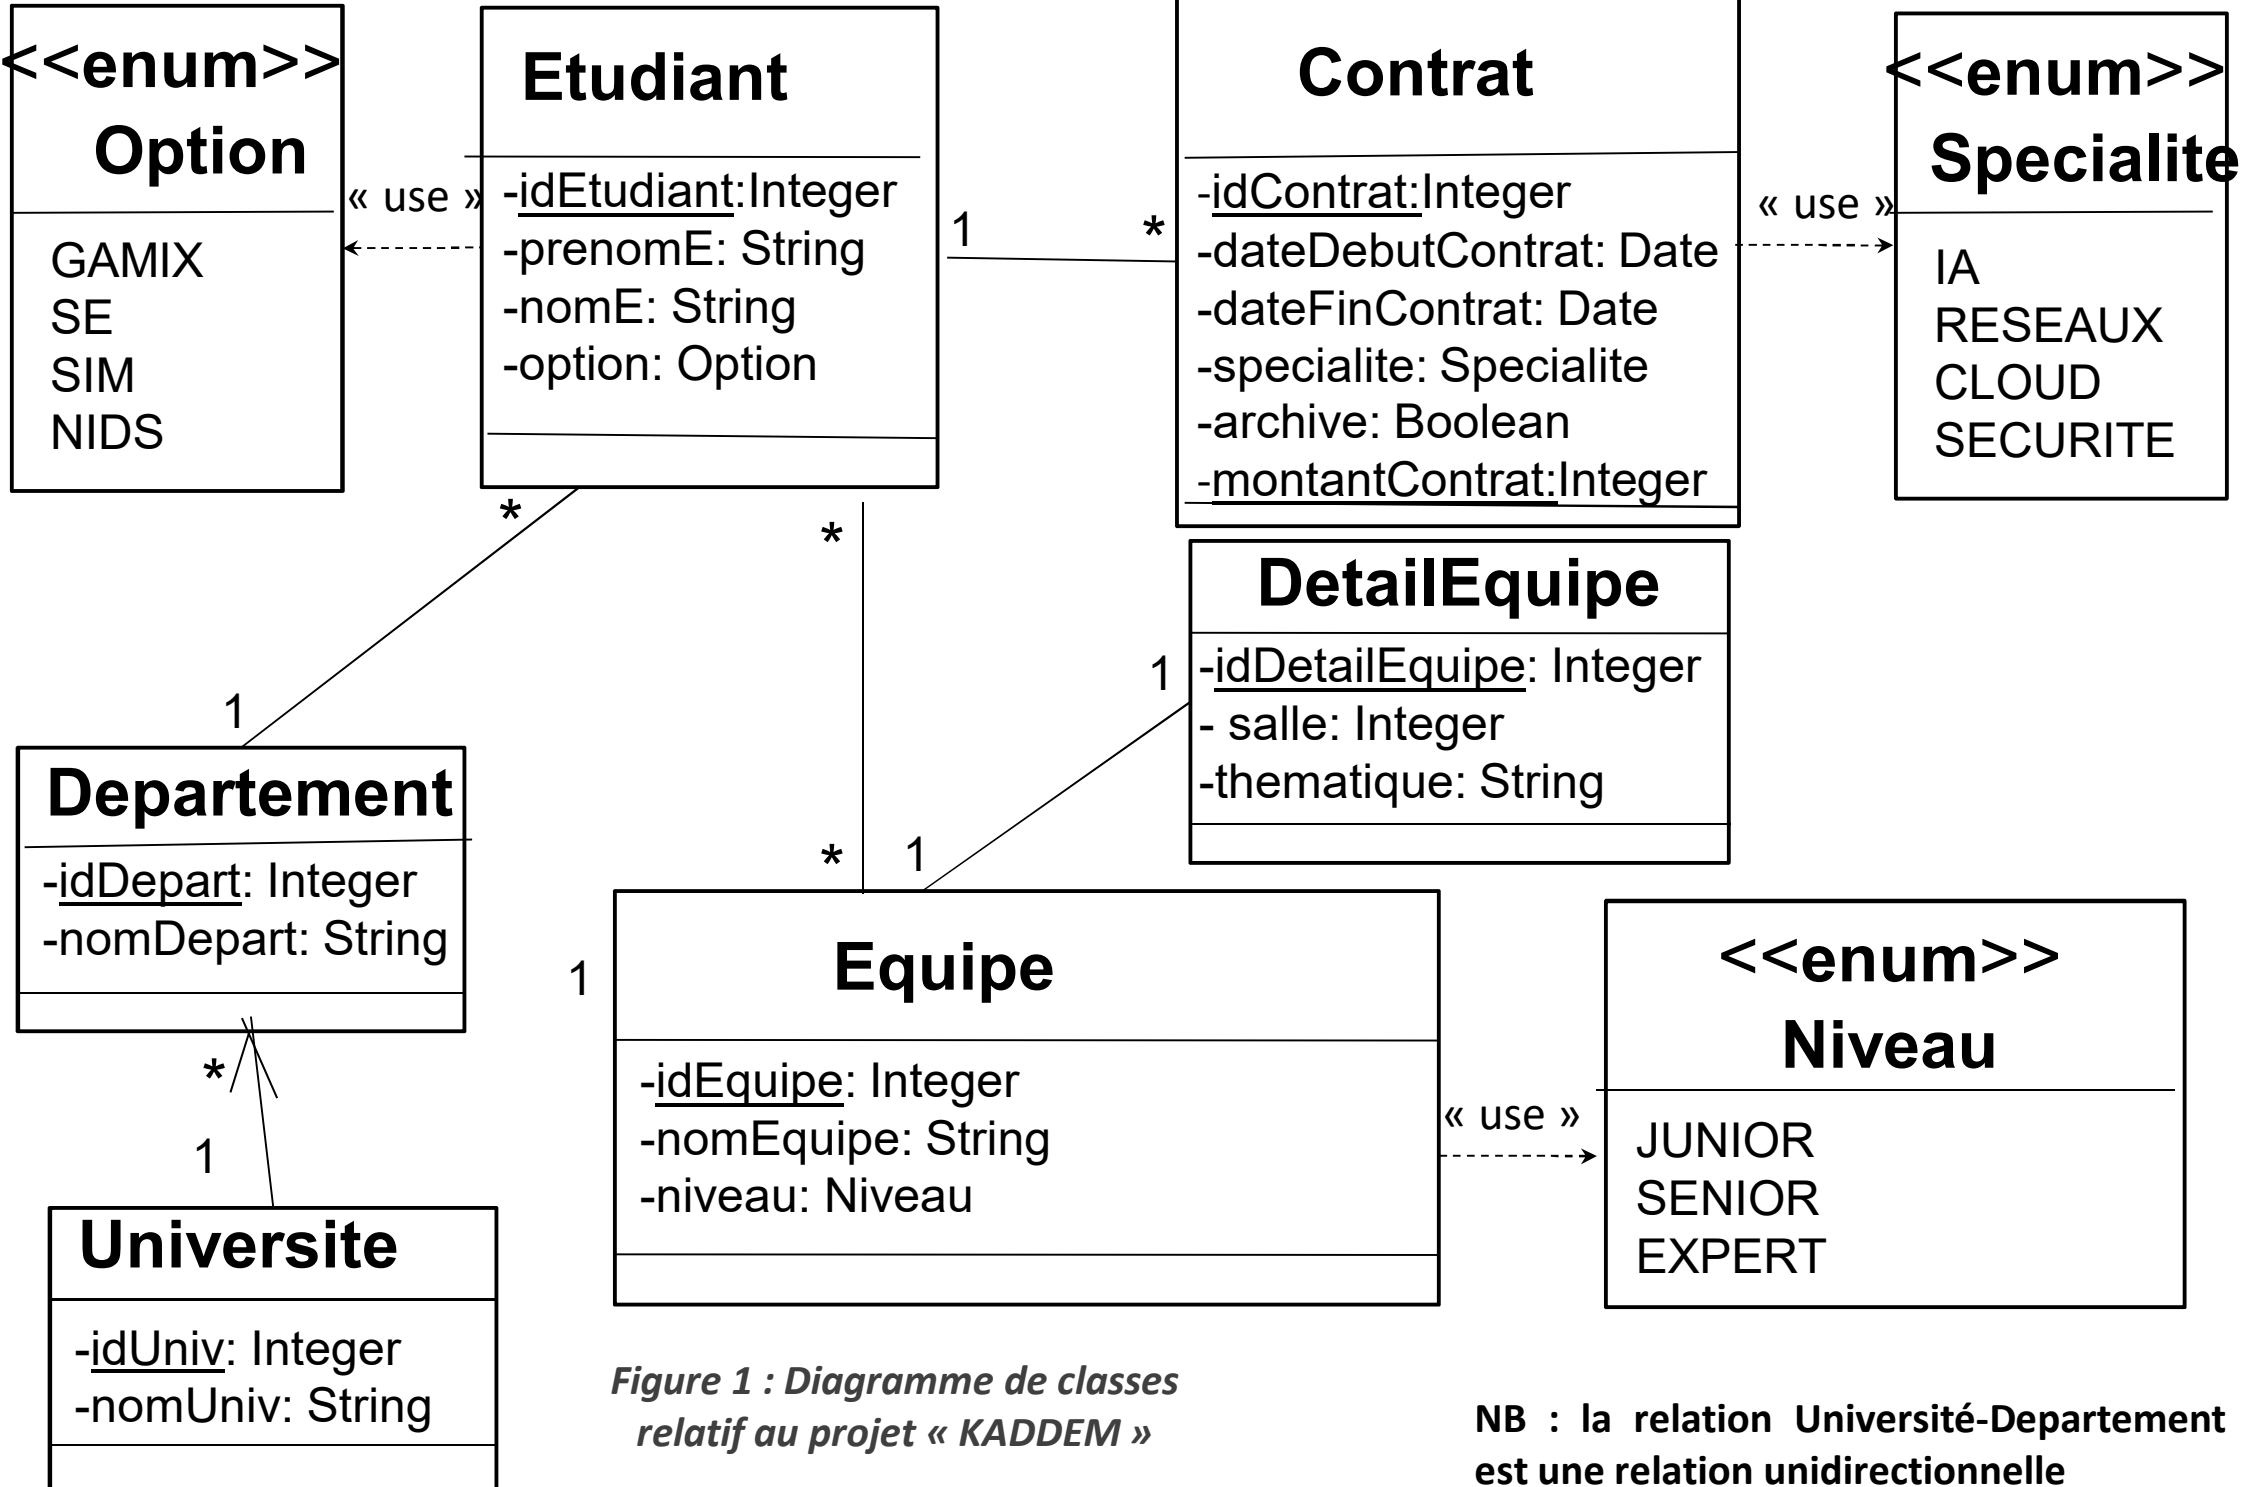 <<enum>>
Option
GAMIX
SE
SIM
NIDS
« use »
Etudiant
-idEtudiant:Integer
-prenomE: String
-nomE: String
-option: Option
1
*
Contrat
-idContrat:Integer
-dateDebutContrat: Date
-dateFinContrat: Date
-specialite: Specialite
-archive: Boolean
-montantContrat:Integer
« use »
<<enum>>
Specialite
IA
RESEAUX
CLOUD
SECURITE
*
*
1
DetailEquipe
-idDetailEquipe: Integer
- salle: Integer
-thematique: String
1
Departement
-idDepart: Integer
-nomDepart: String
*
1
*
1
1
Equipe
-idEquipe: Integer
-nomEquipe: String
-niveau: Niveau
« use »
<<enum>>
Niveau
JUNIOR
SENIOR
EXPERT
Universite
-idUniv: Integer
-nomUniv: String
Figure 1 : Diagramme de classes
relatif au projet « KADDEM »
NB : la relation Université-Departement
est une relation unidirectionnelle